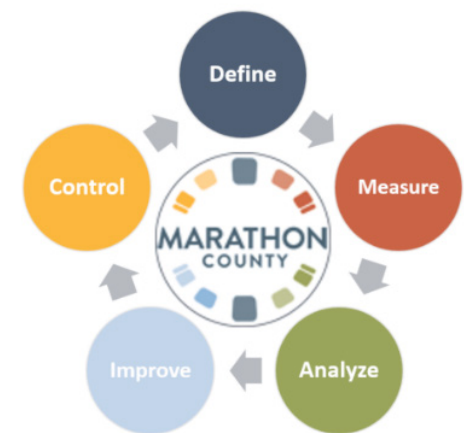 Define
Control
Measure
MARATHON
COUNTY
Improve
Analyze